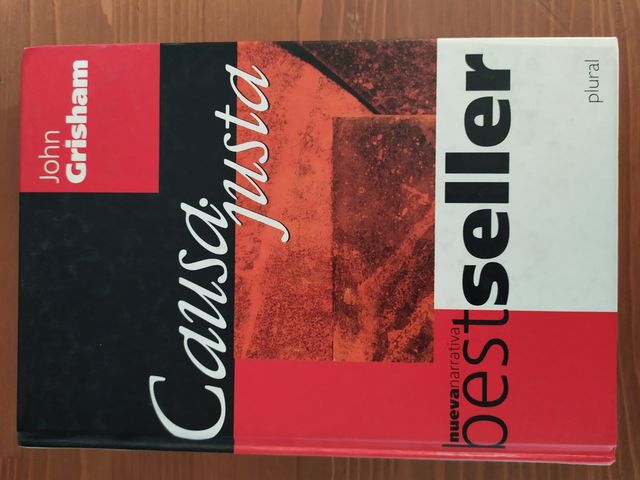 John
Grisham
Causa
justa
nuevanarrativa
bestseller
plural